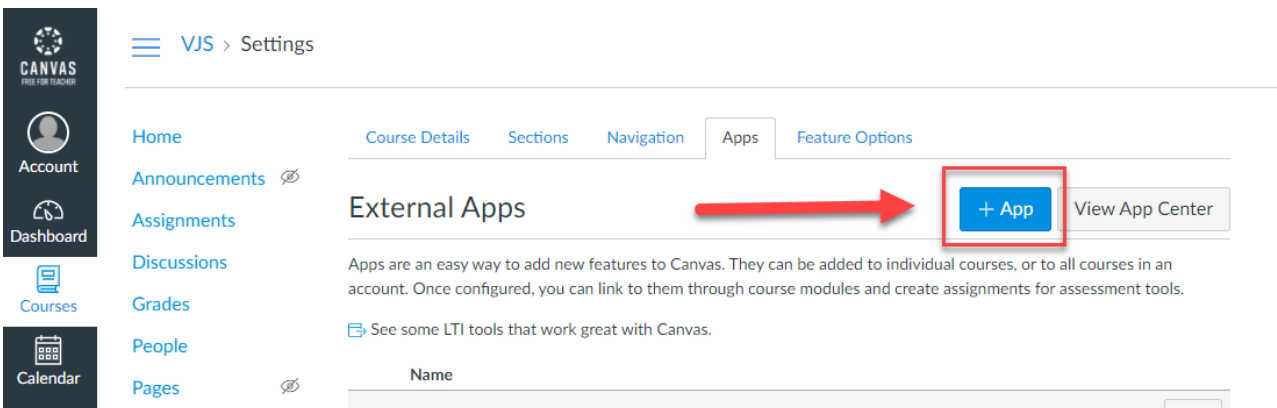 CANVAS
FREE FOR TEACHER
Account
Dashboard
Courses
Calendar
VJS > Settings
Home
Announcements
Assignments
Discussions
Grades
People
Pages
Course Details Sections Navigation Apps Feature Options
External Apps
+ App View App Center
Apps are an easy way to add new features to Canvas. They can be added to individual courses, or to all courses in an
account. Once configured, you can link to them through course modules and create assignments for assessment tools.
See some LTI tools that work great with Canvas.
Name